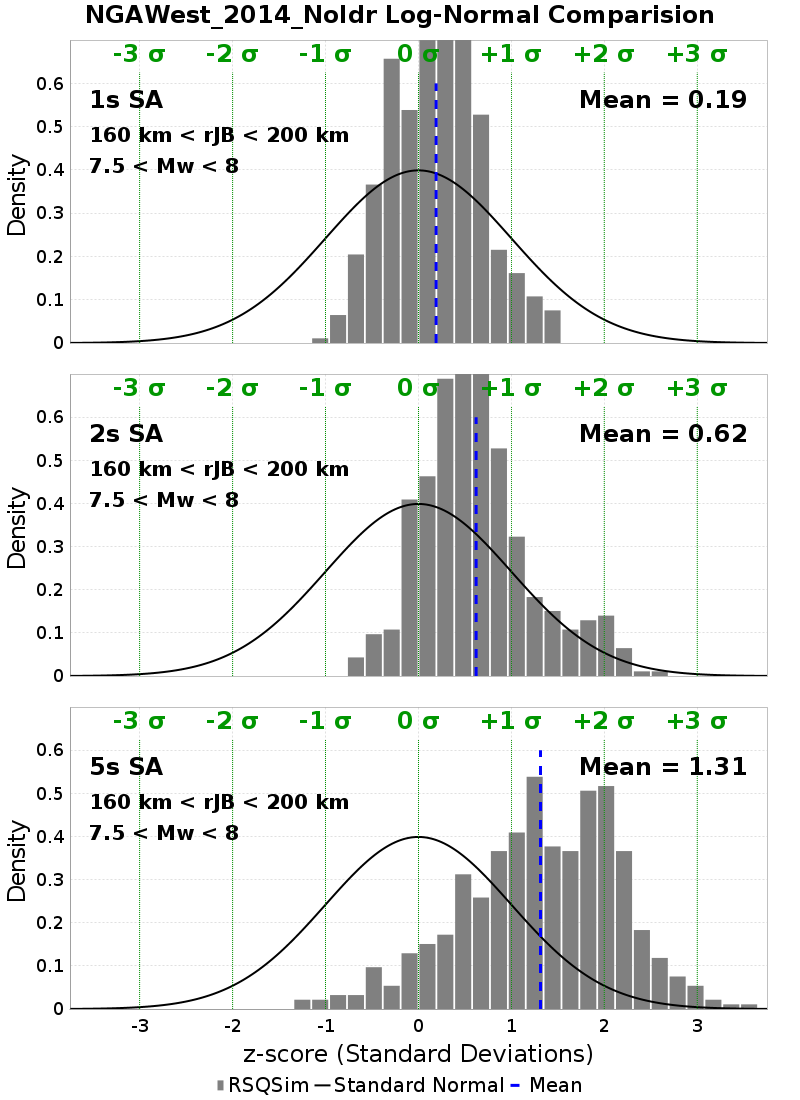 NGAWest_2014_NoIdr Log-Normal Comparision
-3 σ -2 σ -1 σ 0 σ +1 σ +2 σ +3 σ
0.6
1s SA Mean = 0.19
0.5
160 km < rJB < 200 km
7.5 < Mw < 8
0.4
0.3
0.2
0.1
0
Density
-3 σ -2 σ -1 σ 0 σ +1 σ +2 σ +3 σ
0.6
2s SA Mean = 0.62
0.5
160 km < rJB < 200 km
7.5 < Mw < 8
0.4
0.3
0.2
0.1
0
Density
-3 σ -2 σ -1 σ 0 σ +1 σ +2 σ +3 σ
0.6
5s SA Mean = 1.31
0.5
160 km < rJB < 200 km
7.5 < Mw < 8
0.4
0.3
0.2
0.1
0
Density
-3 -2 -1 0 1 2 3
z-score (Standard Deviations)
RSQSim Standard Normal Mean